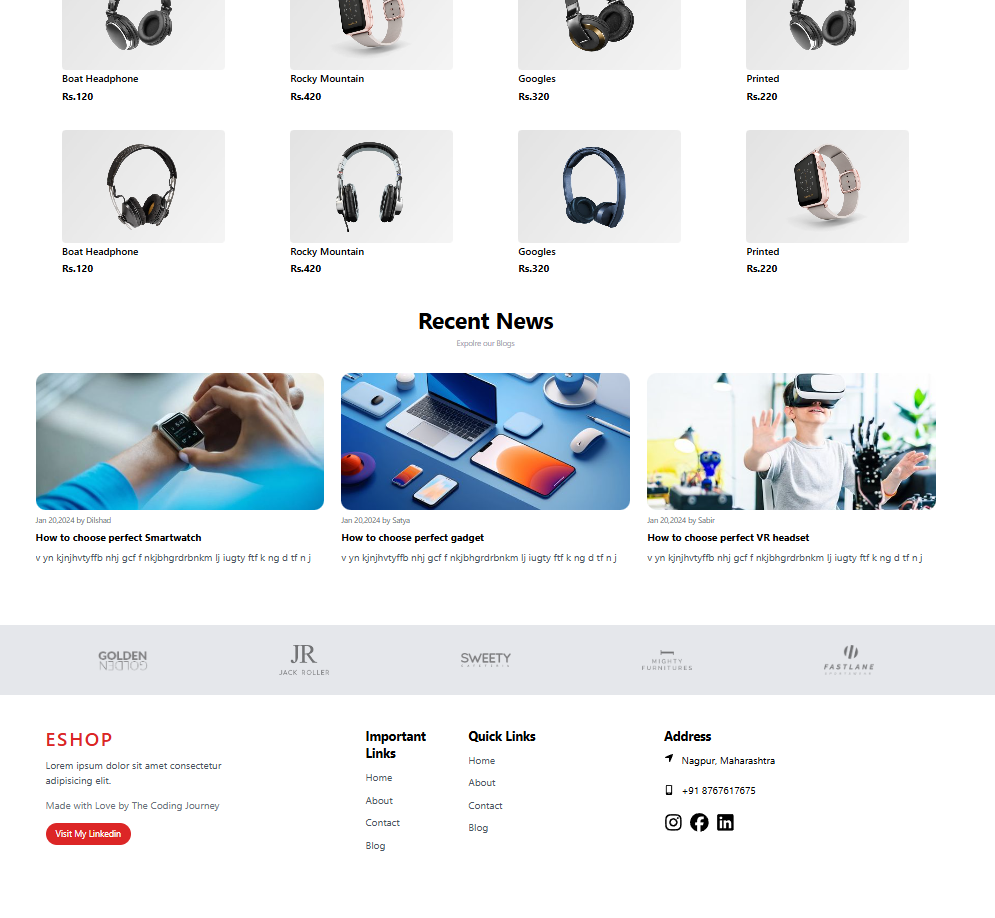 Boat Headphone
Rs.120
Rocky Mountain
Rs.420
Googles
Rs.320
Printed
Rs.220
Boat Headphone
Rs.120
Rocky Mountain
Rs.420
Googles
Rs.320
Printed
Rs.220
Recent News
Expolre our Blogs
Jan 20,2024 by Dilshad
How to choose perfect Smartwatch
v yn kjnjhvtyffb nhj gcf f nkjbhgrdrbnkm lj iugty ftf k ng d tf n j
Jan 20,2024 by Satya
How to choose perfect gadget
v yn kjnjhvtyffb nhj gcf f nkjbhgrdrbnkm lj iugty ftf k ng d tf n j
Jan 20,2024 by Sabir
How to choose perfect VR headset
v yn kjnjhvtyffb nhj gcf f nkjbhgrdrbnkm lj iugty ftf k ng d tf n j
GOLDEN
GOLDEN
JR
JACK ROLLER
SWEETY
MIGHTY
FURNITURES
FASTLANE
ESHOP
Lorem ipsum dolor sit amet consectetur
adipisicing elit.
Made with Love by The Coding Journey
Visit My Linkedin
Important
Links
Home
About
Contact
Blog
Quick Links
Home
About
Contact
Blog
Address
Nagpur, Maharashtra
+91 8767617675